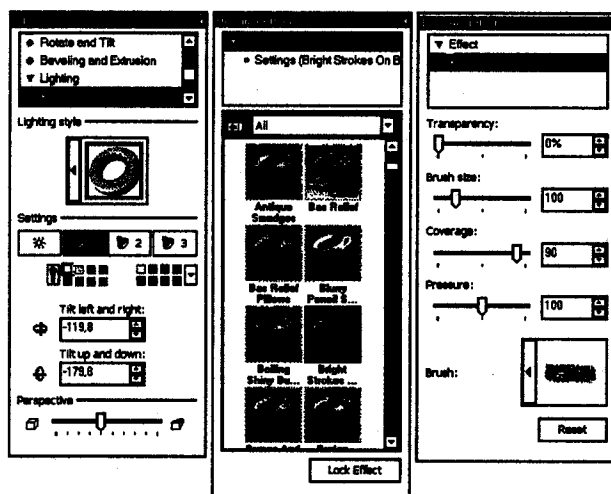 Rotate and Tilt
Beveling and Extrusion
Lighting
Lighting style
Settings
2
3
Tilt left and right:
-119,8
Tilt up and down:
-179,8
Perspective
Settings (Bright Strokes On B
All
Antique
Smudges
Bas Relief
Bas Relief
Pillows
Blurry
Pencil S...
Boiling
Shiny Bu...
Bright
Strokes ...
Lock Effect
Effect
Transparency:
0%
Brush size:
100
Coverage:
90
Pressure:
100
Brush:
Reset